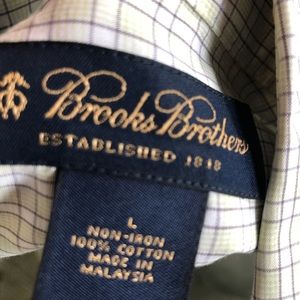 Brooks Brothers
ESTABLISHED 1818
L
NON-IRON
100% COTTON
MADE IN
MALAYSIA